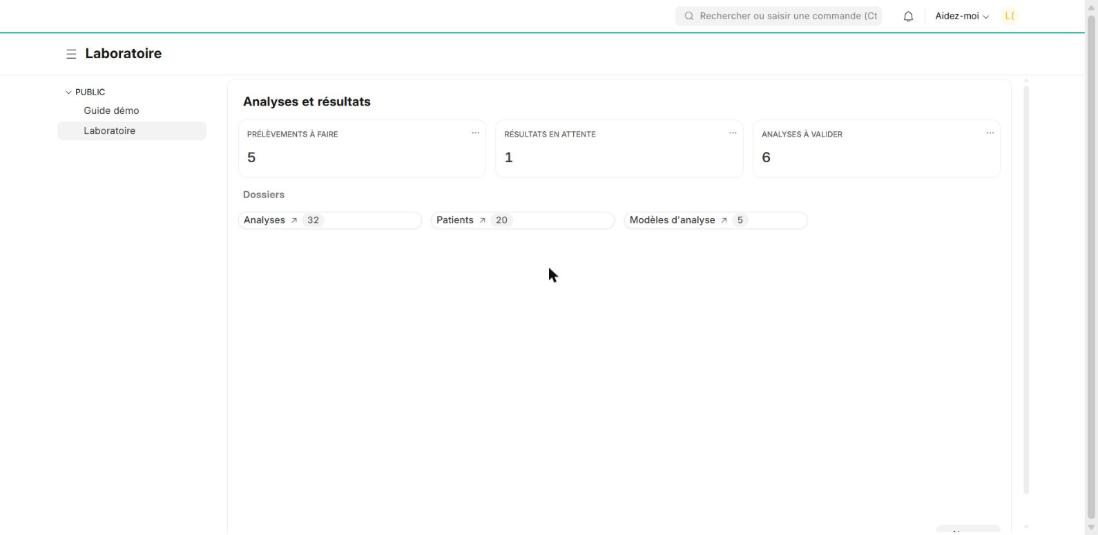 Rechercher ou saisir une commande (Ct
Aidez-moi
L(
Laboratoire
PUBLIC
Guide démo
Laboratoire
Analyses et résultats
PRÉLÈVEMENTS À FAIRE
5
RÉSULTATS EN ATTENTE
1
ANALYSES À VALIDER
6
Dossiers
Analyses 32
Patients 20
Modèles d'analyse 5